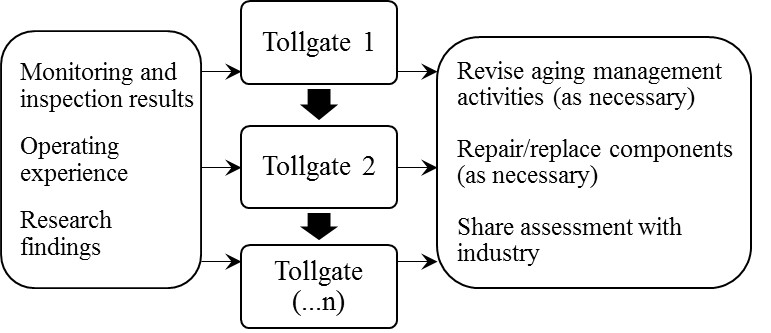 Monitoring and
inspection results
Operating
experience
Research
findings
Tollgate 1
Tollgate 2
Tollgate
(...n)
Revise aging management
activities (as necessary)
Repair/replace components
(as necessary)
Share assessment with
industry